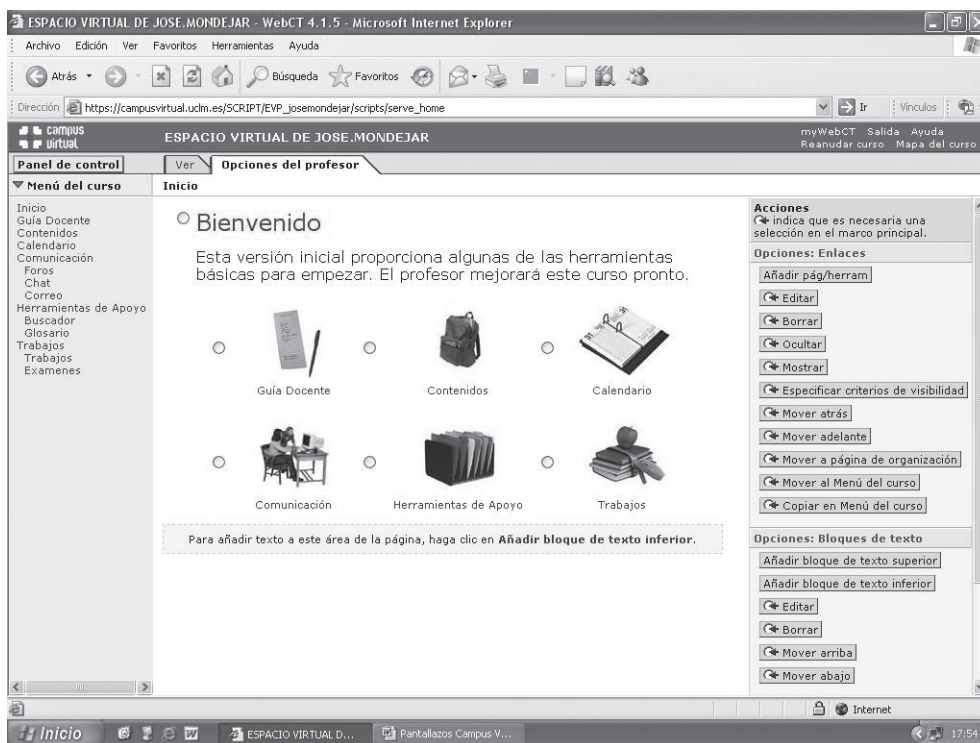 ESPACIO VIRTUAL DE JOSE.MONDEJAR - WebCT 4.1.5 - Microsoft Internet Explorer
Archivo Edición Ver Favoritos Herramientas Ayuda
Atrás Búsqueda Favoritos
Dirección https://campusvirtual.uclm.es/SCRIPT/EVP_josemondejar/scripts/serve_home Ir Vínculos
campus virtual
ESPACIO VIRTUAL DE JOSE.MONDEJAR
myWebCT Salida Ayuda
Reanudar curso Mapa del curso
Panel de control Ver Opciones del profesor
Menú del curso
Inicio
Inicio
Guía Docente
Contenidos
Calendario
Comunicación
Foros
Chat
Correo
Herramientas de Apoyo
Buscador
Glosario
Trabajos
Trabajos
Examenes
Bienvenido
Esta versión inicial proporciona algunas de las herramientas
básicas para empezar. El profesor mejorará este curso pronto.
Guía Docente Contenidos Calendario
Comunicación Herramientas de Apoyo Trabajos
Para añadir texto a este área de la página, haga clic en Añadir bloque de texto inferior.
Acciones
indica que es necesaria una
selección en el marco principal.
Opciones: Enlaces
Añadir pág/herram
Editar
Borrar
Ocultar
Mostrar
Especificar criterios de visibilidad
Mover atrás
Mover adelante
Mover a página de organización
Mover al Menú del curso
Copiar en Menú del curso
Opciones: Bloques de texto
Añadir bloque de texto superior
Añadir bloque de texto inferior
Editar
Borrar
Mover arriba
Mover abajo
Internet
Inicio ESPACIO VIRTUAL D... Pantallazos Campus V... 17:54